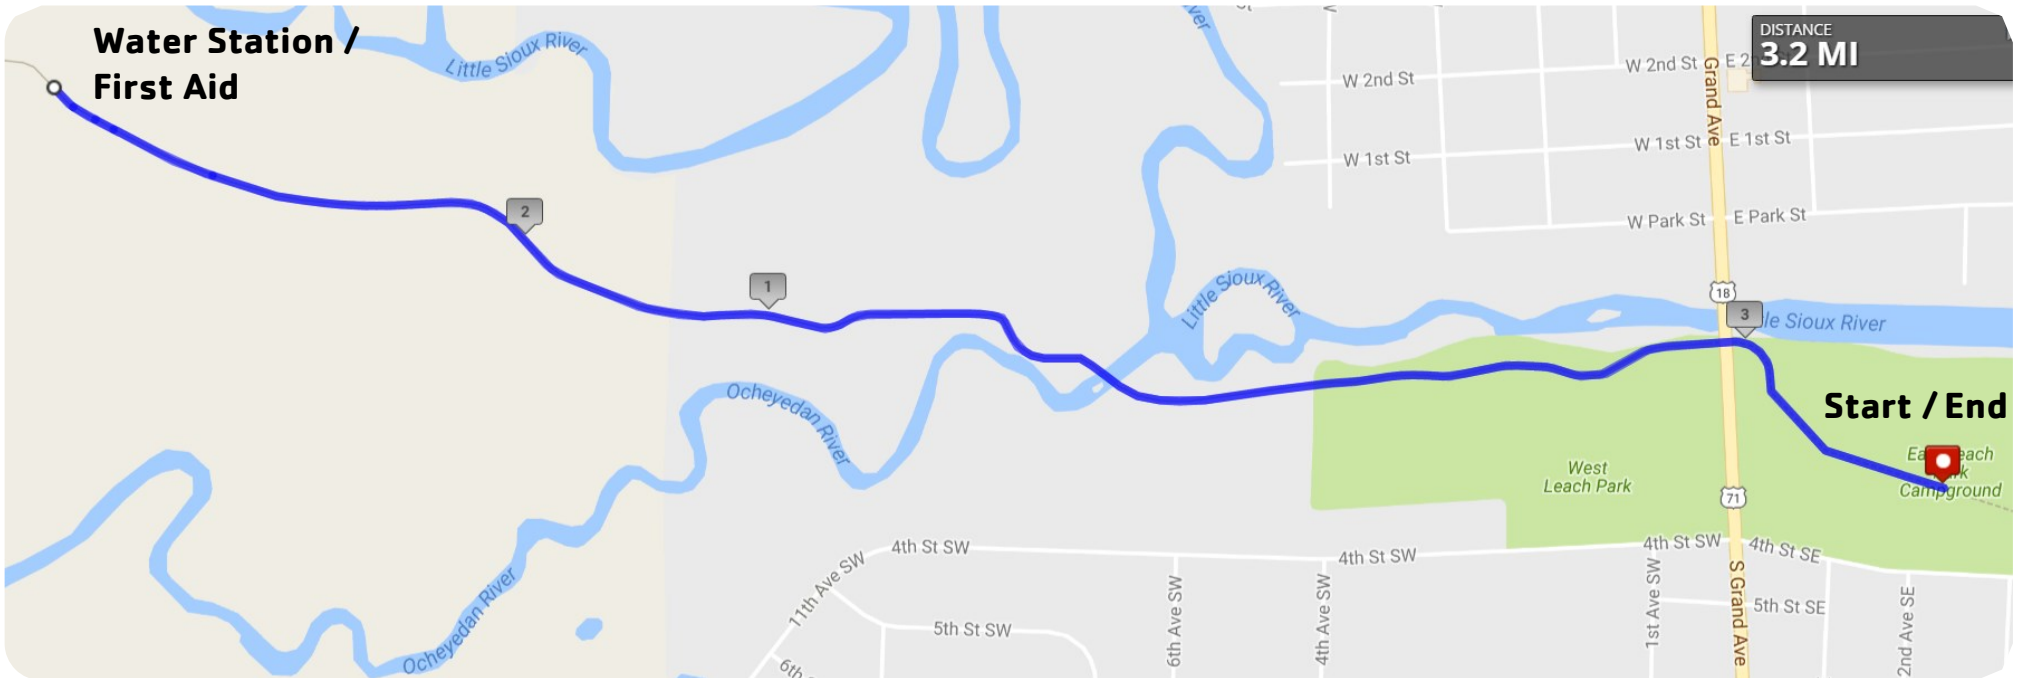 Water Station /
First Aid
Little Sioux River
W 2nd St
W 2nd St
DISTANCE
3.2 MI
Grand Ave
W 1st St
W 1st St
E 1st St
W Park St
E Park St
2
1
Little Sioux River
18
3
Sioux River
Ocheyedan River
Start / End
West
Leach Park
Campground
71
4th St SW
4th St SW
4th St SW
4th St SE
11th Ave SW
Ocheyedan River
5th St SW
6th Ave SW
4th Ave SW
1st Ave SW
S Grand Ave
5th St SE
2nd Ave SE
6th